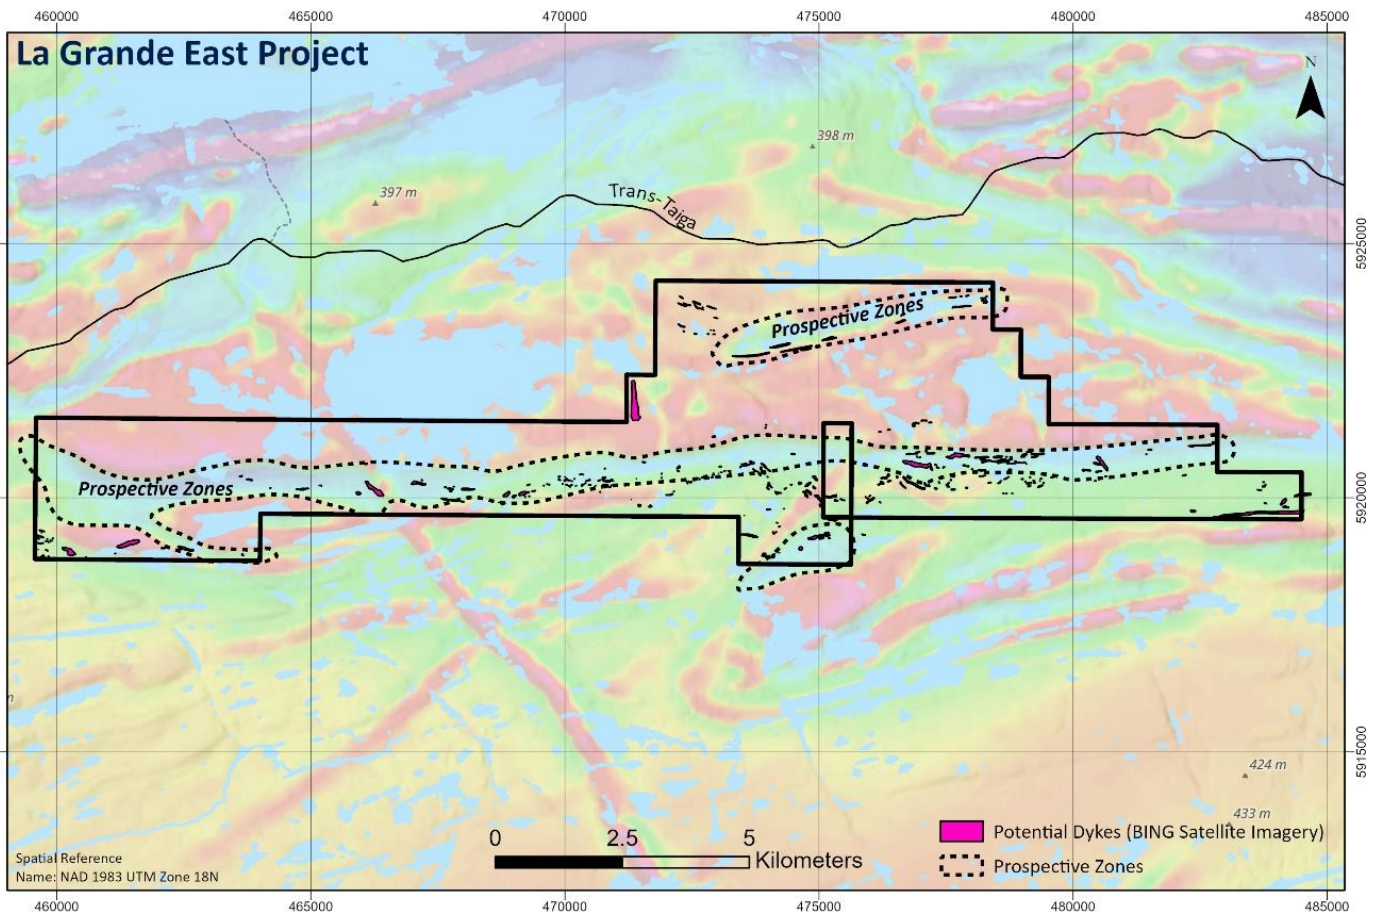 460000 465000 470000 475000 480000 485000
La Grande East Project
N
398 m
397 m
Trans-Taiga
5925000
Prospective Zones
Prospective Zones
5920000
5915000
424 m
433 m
0 2.5 5
Kilometers
Potential Dykes (BING Satellite Imagery)
Prospective Zones
Spatial Reference
Name: NAD 1983 UTM Zone 18N
460000 465000 470000 475000 480000 485000